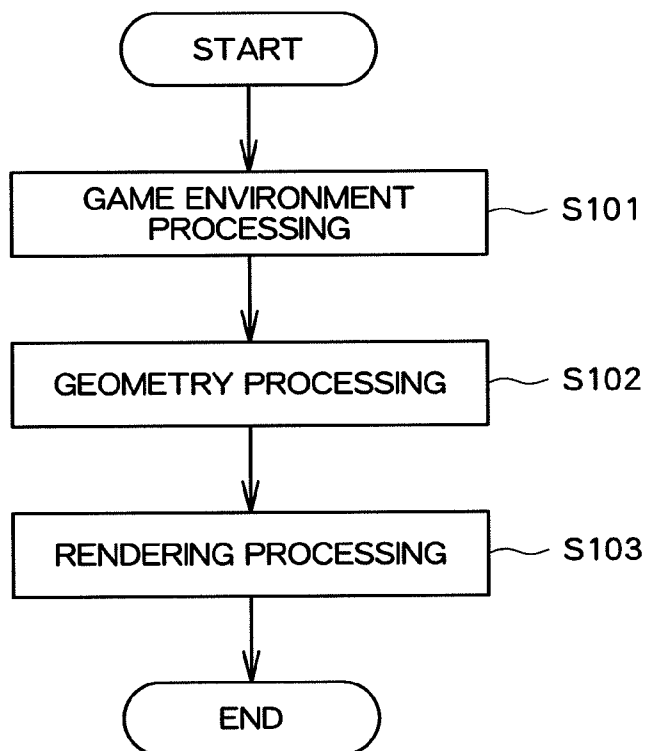 START
GAME ENVIRONMENT
PROCESSING
S101
GEOMETRY PROCESSING
S102
RENDERING PROCESSING
S103
END